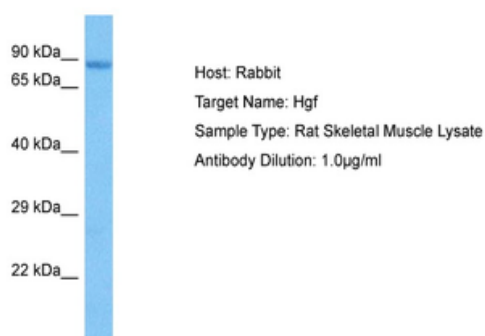 90 kDa__
65 kDa__
40 kDa__
29 kDa__
22 kDa__
Host: Rabbit
Target Name: Hgf
Sample Type: Rat Skeletal Muscle Lysate
Antibody Dilution: 1.0µg/ml